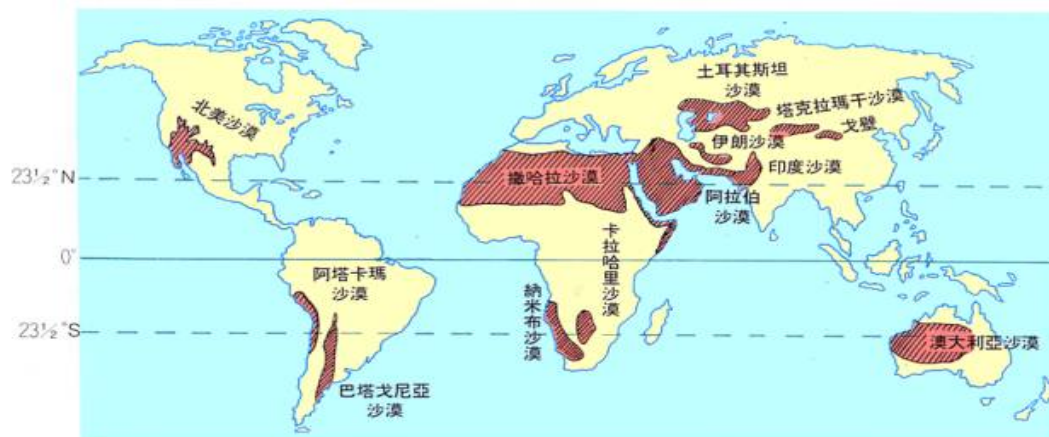 土耳其斯坦
沙漠
塔克拉瑪干沙漠
北美沙漠
戈壁
伊朗沙漠
23½°N
撒哈拉沙漠
印度沙漠
阿拉伯
沙漠
卡拉哈里沙漠
0°
阿塔卡瑪
沙漠
納米布沙漠
23½°S
澳大利亞沙漠
巴塔戈尼亞
沙漠